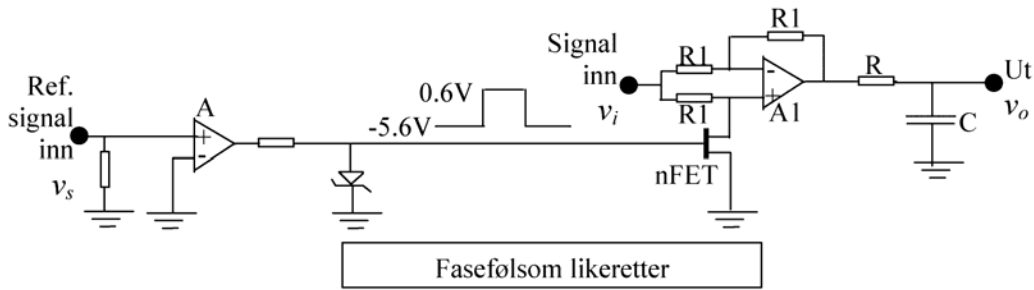 Ref.
signal
inn
v_s
A
+
-
0.6V
-5.6V
Signal
inn
v_i
R1
R1
R1
-
+
A1
nFET
R
C
Ut
v_o
Fasefølsom likeretter